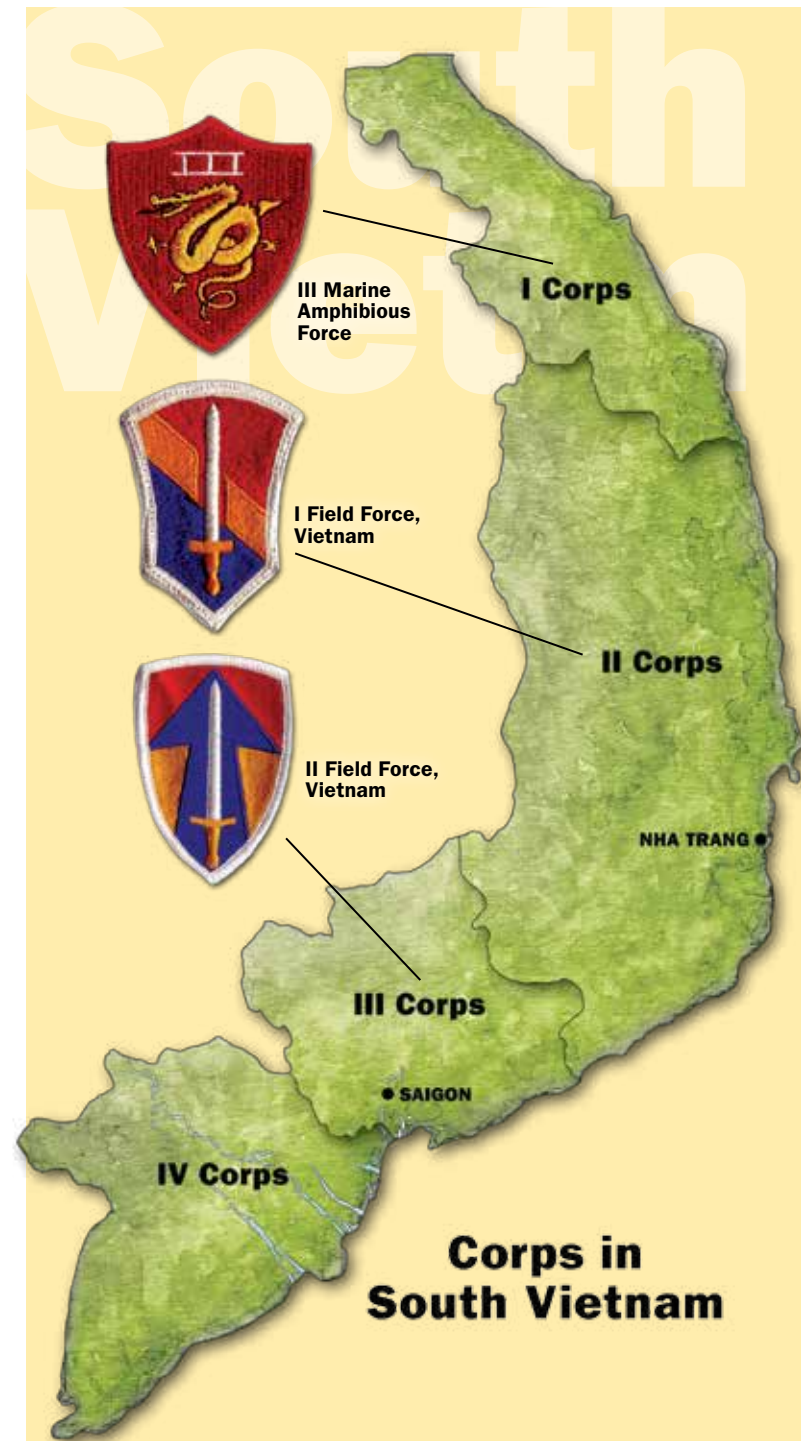 South
Vietn
III
III Marine
Amphibious
Force
I Corps
I Field Force,
Vietnam
II Corps
II Field Force,
Vietnam
NHA TRANG
III Corps
SAIGON
IV Corps
Corps in
South Vietnam